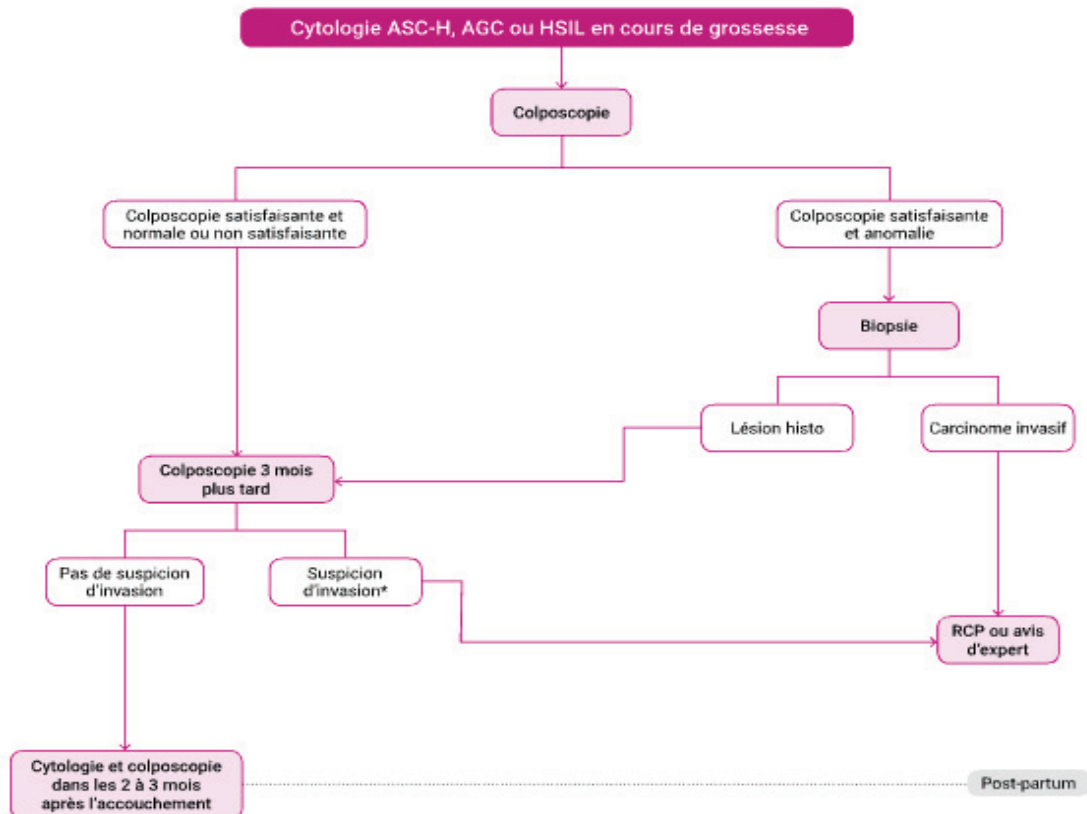 Cytologie ASC-H, AGC ou HSIL en cours de grossesse
Colposcopie
Colposcopie satisfaisante et
normale ou non satisfaisante
Colposcopie satisfaisante
et anomalie
Biopsie
Lésion histo
Carcinome invasif
Colposcopie 3 mois
plus tard
Pas de suspicion
d'invasion
Suspicion
d'invasion*
RCP ou avis
d'expert
Cytologie et colposcopie
dans les 2 à 3 mois
après l'accouchement
Post-partum